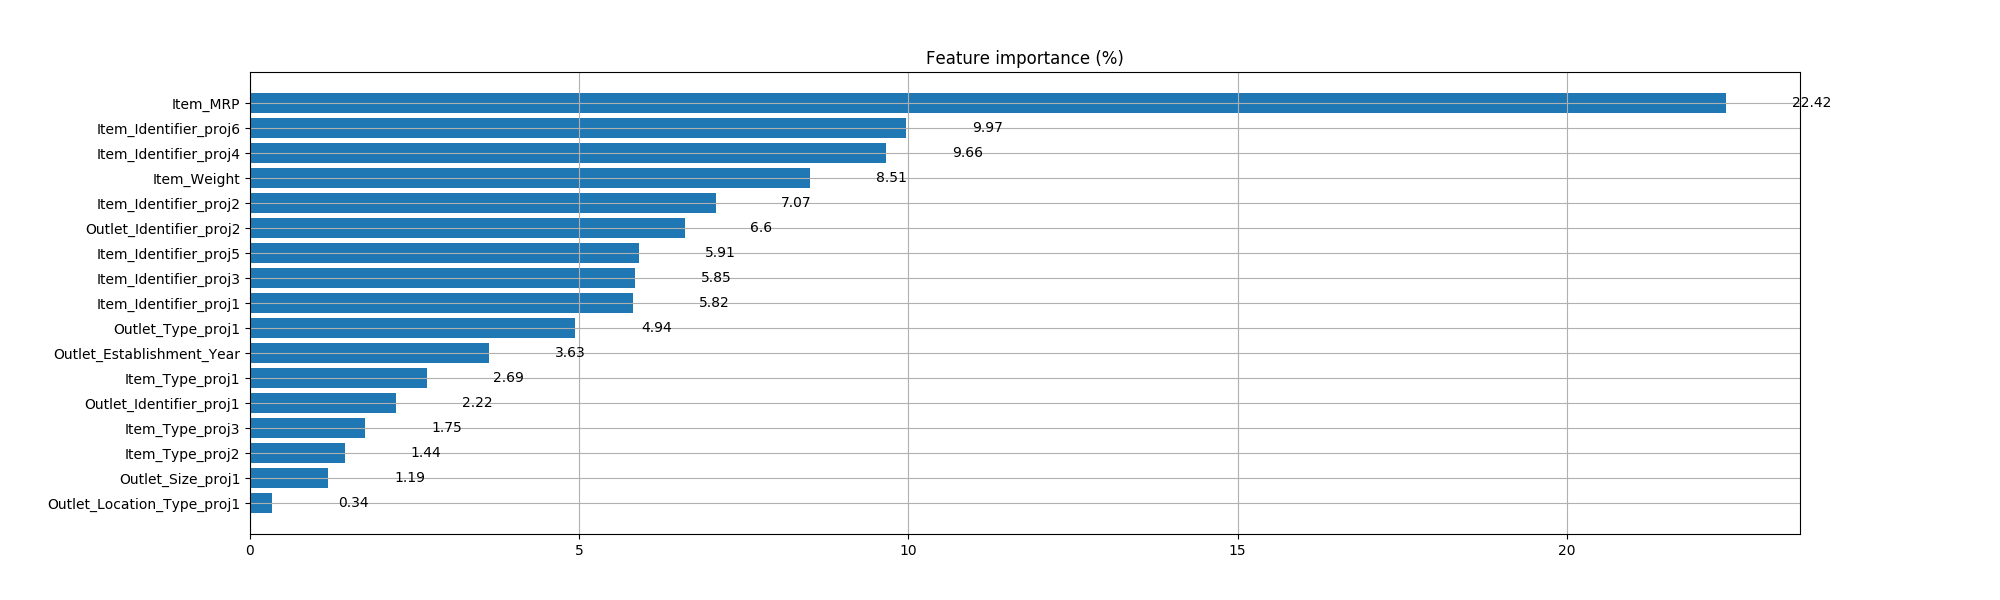 Feature importance (%)
Item_MRP 22.42
Item_Identifier_proj6 9.97
Item_Identifier_proj4 9.66
Item_Weight 8.51
Item_Identifier_proj2 7.07
Outlet_Identifier_proj2 6.6
Item_Identifier_proj5 5.91
Item_Identifier_proj3 5.85
Item_Identifier_proj1 5.82
Outlet_Type_proj1 4.94
Outlet_Establishment_Year 3.63
Item_Type_proj1 2.69
Outlet_Identifier_proj1 2.22
Item_Type_proj3 1.75
Item_Type_proj2 1.44
Outlet_Size_proj1 1.19
Outlet_Location_Type_proj1 0.34
0 5 10 15 20